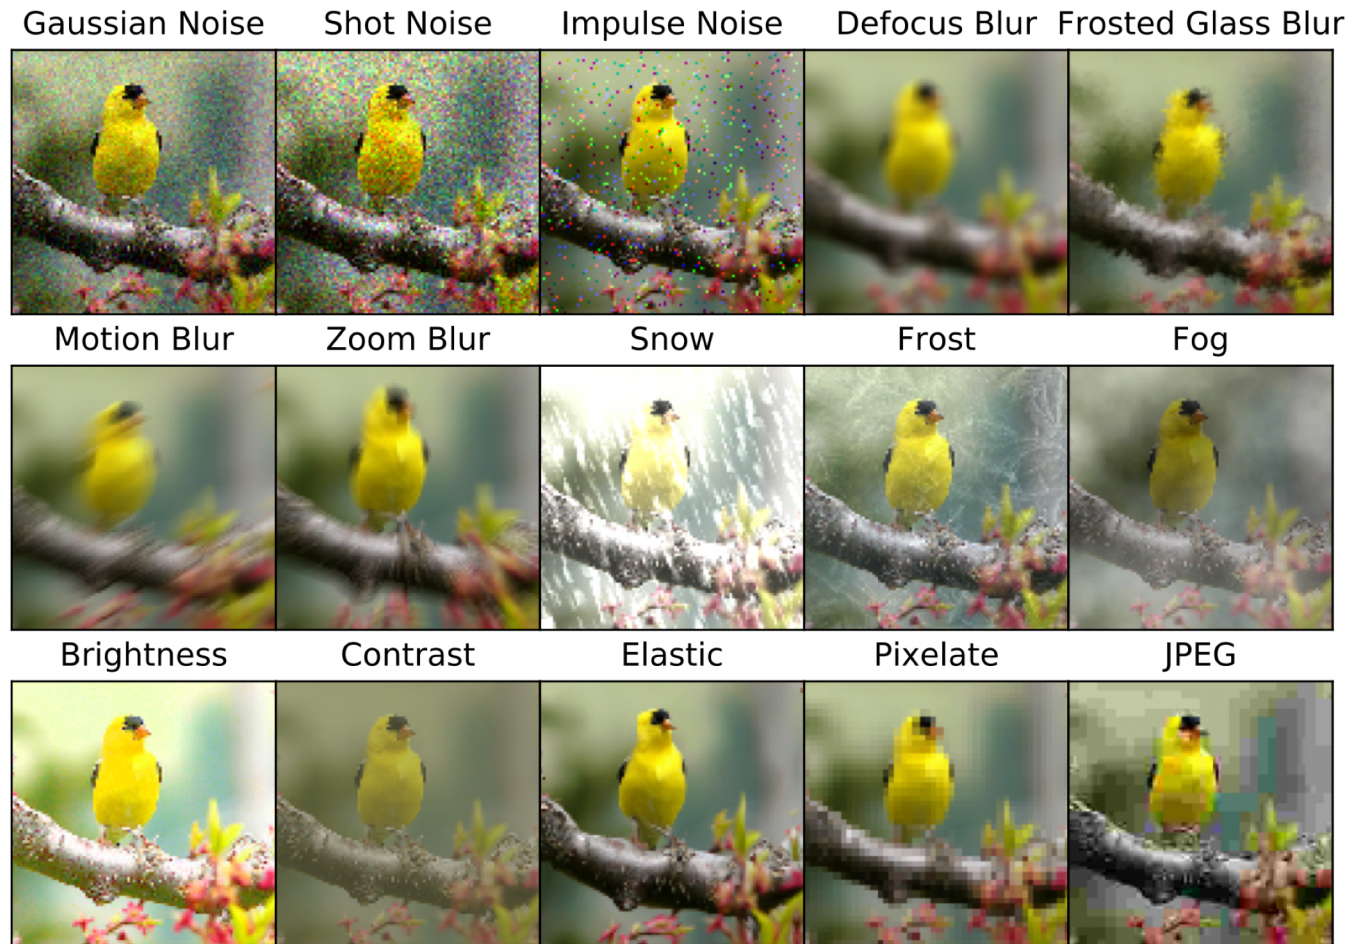 Gaussian Noise Shot Noise Impulse Noise Defocus Blur Frosted Glass Blur
Motion Blur Zoom Blur Snow Frost Fog
Brightness Contrast Elastic Pixelate JPEG